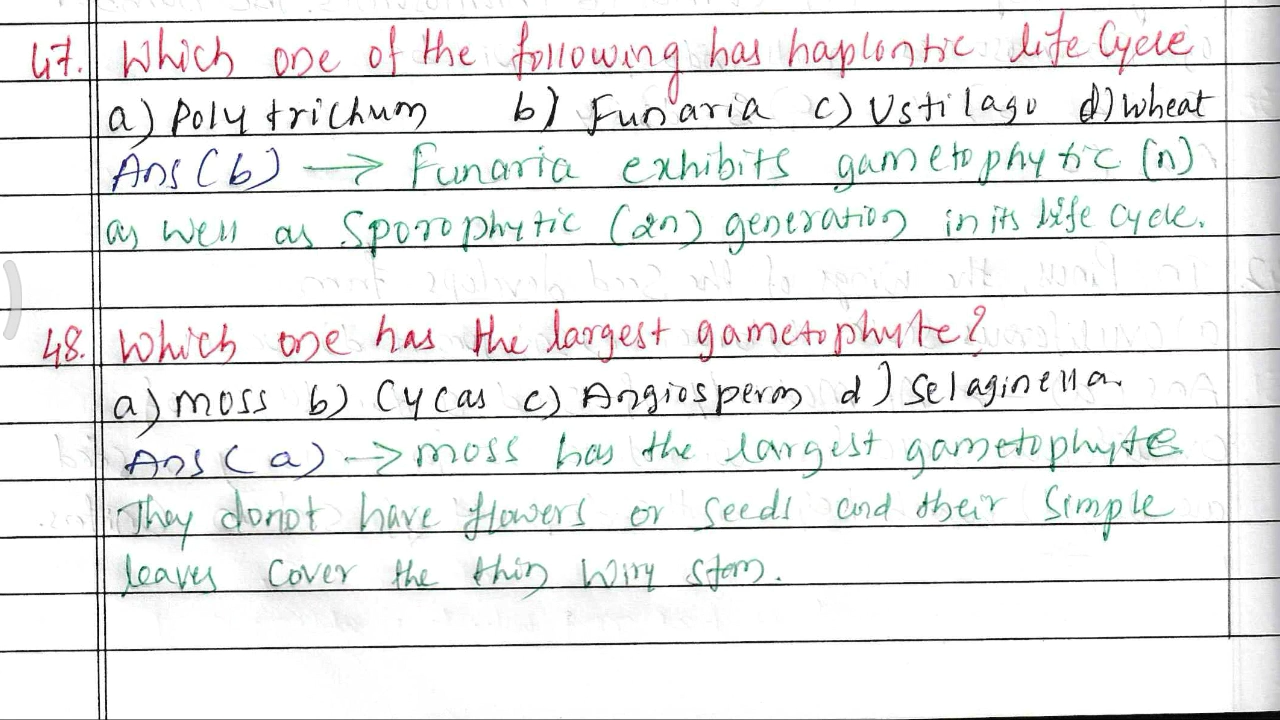 47. Which one of the following has haplontic life Cycle
a) Polytrichum b) Funaria c) Ustilago d) Wheat
Ans (b) → Funaria exhibits gametophytic (n)
as well as Sporophytic (2n) generation in its life cycle.
48. Which one has the largest gametophyte?
a) moss b) Cycas c) Angiosperm d) Selaginella.
Ans (a) → moss has the largest gametophyte
They donot have flowers or seeds and their Simple
leaves cover the thin wiry stem.